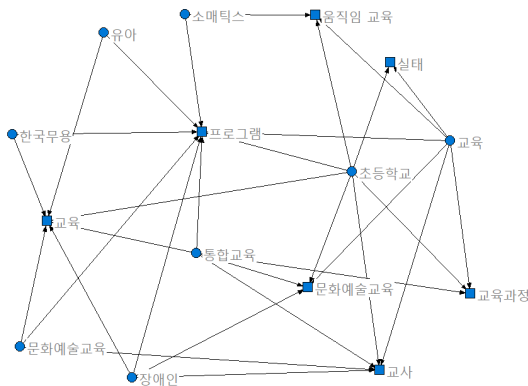 소매틱스
움직임 교육
유아
실태
한국무용
프로그램
교육
초등학교
교육
통합교육
문화예술교육
교육과정
문화예술교육
장애인
교사